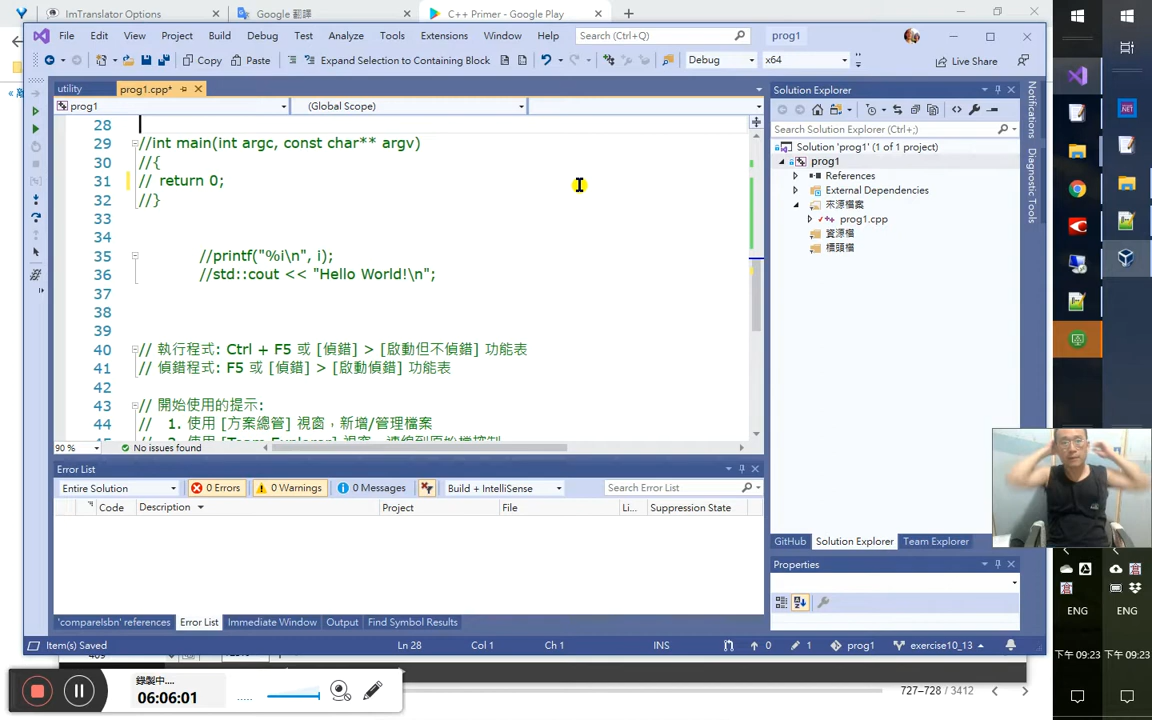 ImTranslator Options
Google 翻譯
C++ Primer - Google Play
File Edit View Project Build Debug Test Analyze Tools Extensions Window Help Search (Ctrl+Q) prog1
Copy Paste Expand Selection to Containing Block Debug x64 Live Share
utility prog1.cpp*
prog1 (Global Scope)
28
29 //int main(int argc, const char** argv)
30 //{
31 // return 0;
32 //}
33
34
35 //printf("%i\n", i);
36 //std::cout << "Hello World!\n";
37
38
39
40 // 執行程式: Ctrl + F5 或 [偵錯] > [啟動但不偵錯] 功能表
41 // 偵錯程式: F5 或 [偵錯] > [啟動偵錯] 功能表
42
43 // 開始使用的提示:
44 // 1. 使用 [方案總管] 視窗，新增/管理檔案
90 % No issues found
Solution Explorer
Search Solution Explorer (Ctrl+;)
Solution 'prog1' (1 of 1 project)
prog1
References
External Dependencies
來源檔案
prog1.cpp
資源檔
標頭檔
Notifications
Diagnostic Tools
GitHub Solution Explorer Team Explorer
Properties
Error List
Entire Solution 0 Errors 0 Warnings 0 Messages Build + IntelliSense Search Error List
Code Description Project File Li... Suppression State
'comparelsbn' references Error List Immediate Window Output Find Symbol Results
Item(s) Saved Ln 28 Col 1 Ch 1 INS 0 1 prog1 exercise10_13
錄製中...
06:06:01
727–728 / 3412
ENG ENG
下午 09:23 下午 09:23